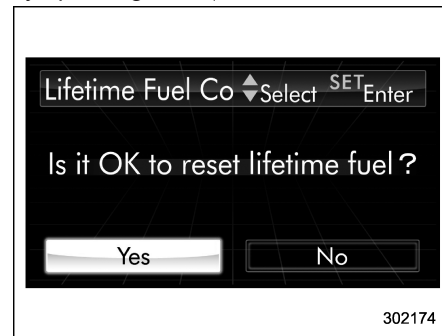 Lifetime Fuel Co Select SET Enter
Is it OK to reset lifetime fuel ?
Yes No
302174